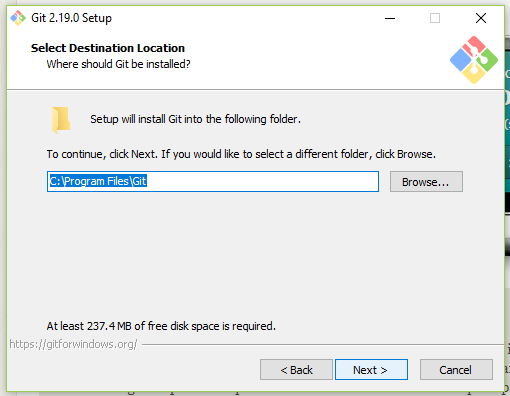 Git 2.19.0 Setup
Select Destination Location
Where should Git be installed?
Setup will install Git into the following folder.
To continue, click Next. If you would like to select a different folder, click Browse.
C:\Program Files\Git
Browse...
At least 237.4 MB of free disk space is required.
https://gitforwindows.org/
< Back
Next >
Cancel